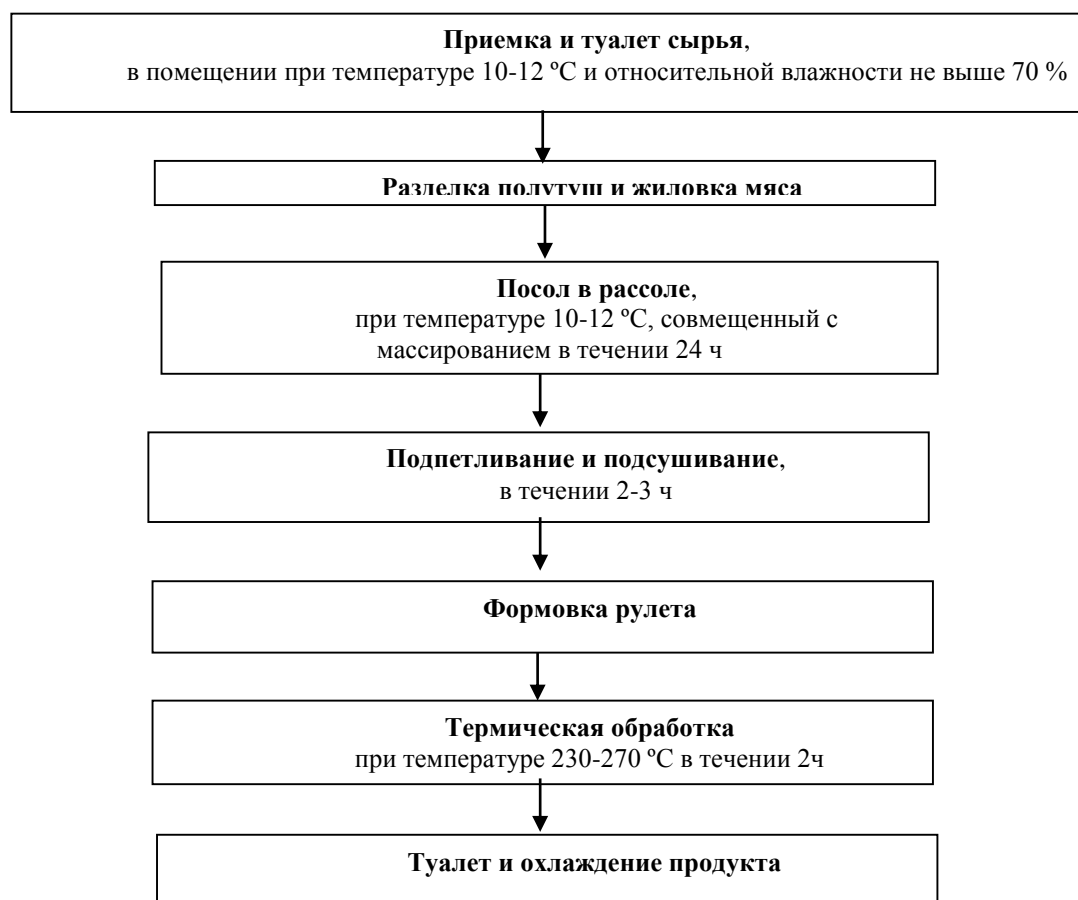 Приемка и туалет сырья,
в помещении при температуре 10-12 ºС и относительной влажности не выше 70 %
Разделка полутуш и жиловка мяса
Посол в рассоле,
при температуре 10-12 ºС, совмещенный с
массированием в течении 24 ч
Подпетливание и подсушивание,
в течении 2-3 ч
Формовка рулета
Термическая обработка
при температуре 230-270 ºС в течении 2ч
Туалет и охлаждение продукта